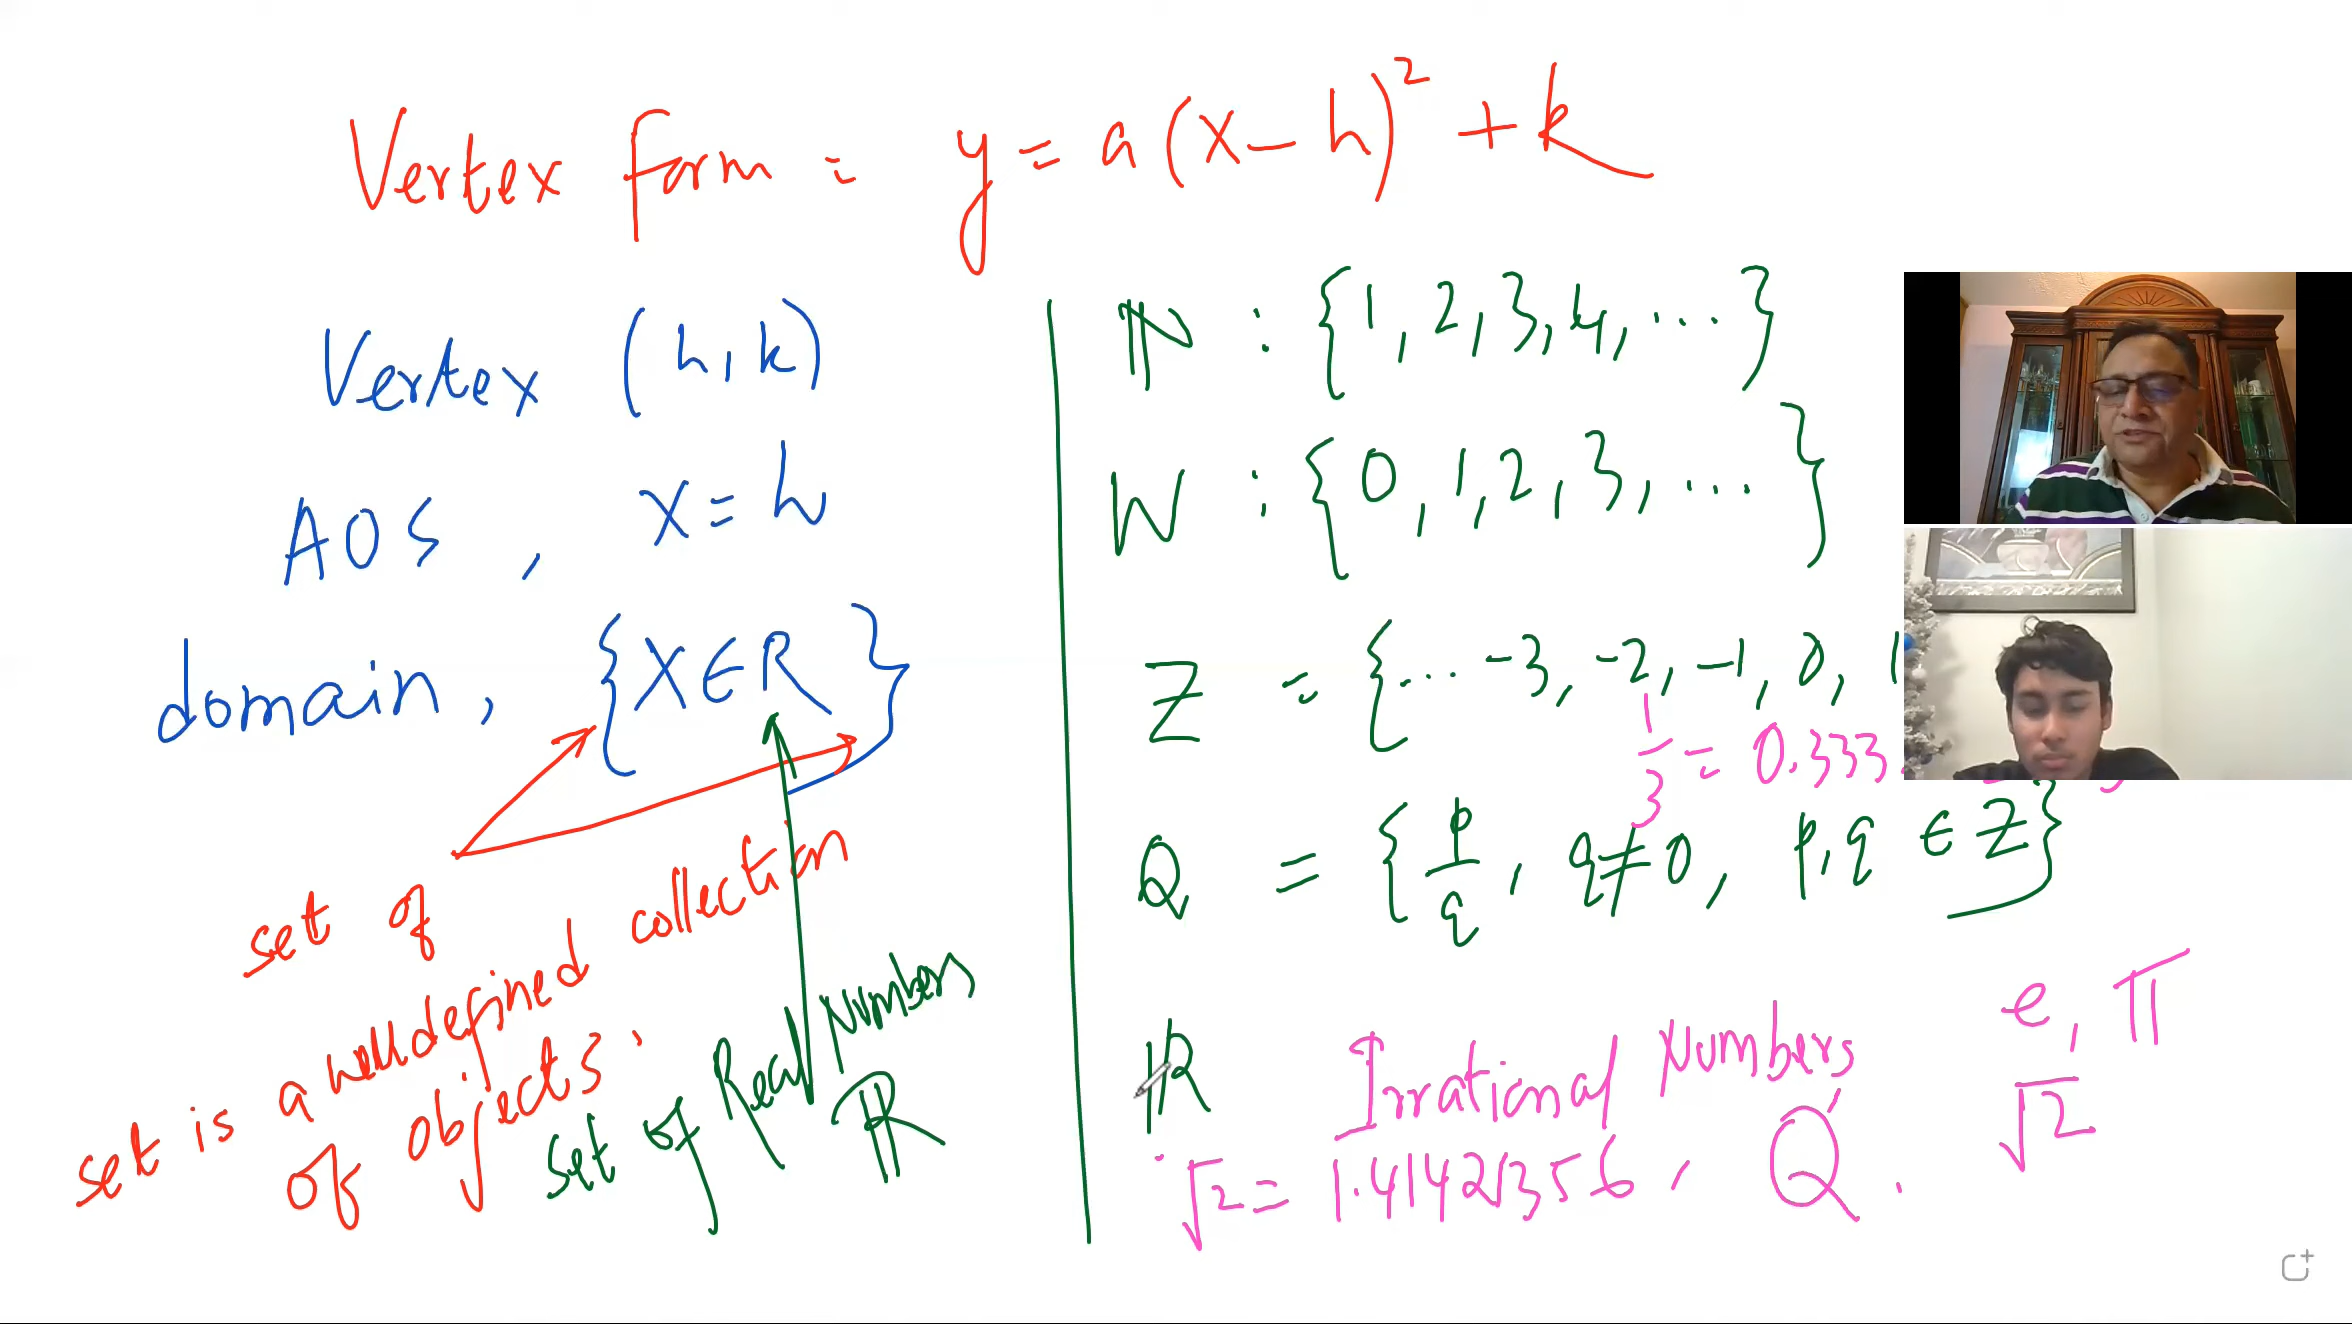 Vertex form = y = a(x-h)² + k
Vertex (h,k)
AOS , x = h
domain, {X∈R}
set of
set is a welldefined collection
of objects.
set of Real Numbers
ℝ
ℕ : {1, 2, 3, 4, ...}
W : {0, 1, 2, 3, ...}
Z = {... -3, -2, -1, 0, 1
1/3 = 0.333
Q = {p/q , q≠0, p,q ∈ Z}
e, π
ℝ Irrational Numbers
√2
√2 = 1.41421356 , Q'.